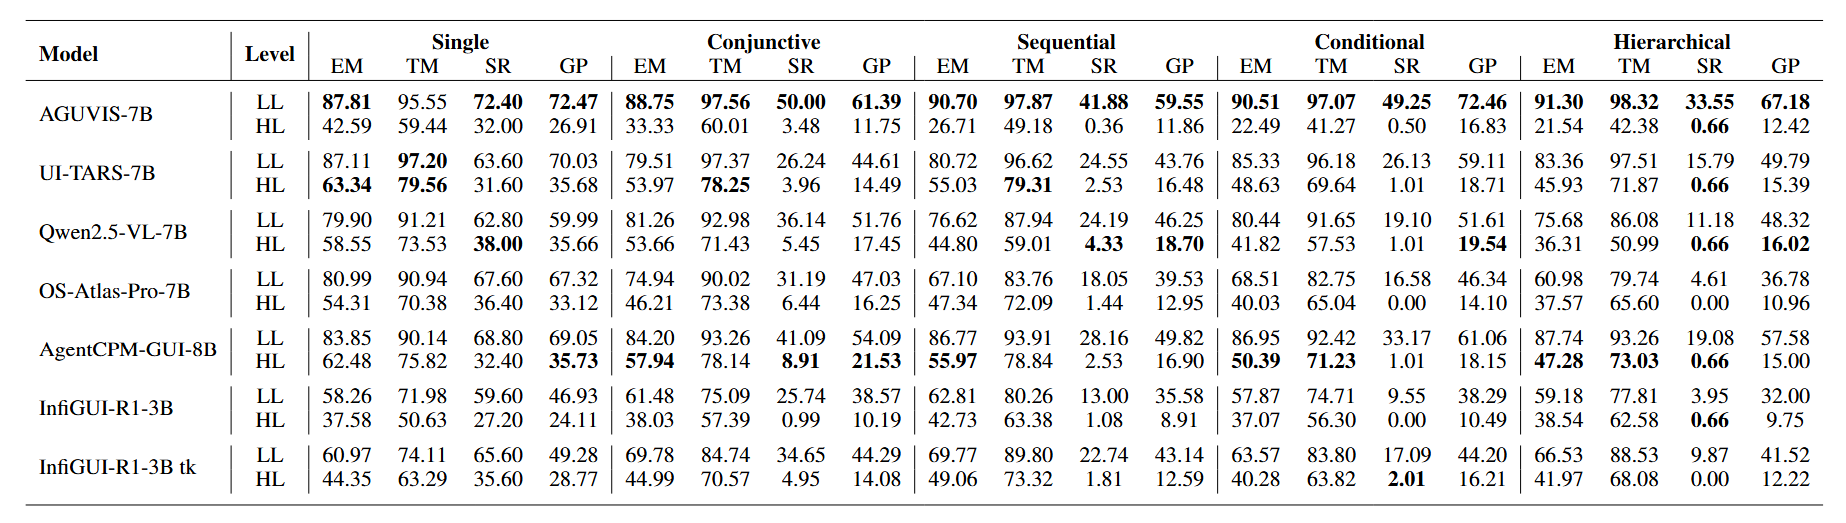 Model Level Single Conjunctive Sequential Conditional Hierarchical
EM TM SR GP EM TM SR GP EM TM SR GP EM TM SR GP EM TM SR GP
AGUVIS-7B LL 87.81 95.55 72.40 72.47 88.75 97.56 50.00 61.39 90.70 97.87 41.88 59.55 90.51 97.07 49.25 72.46 91.30 98.32 33.55 67.18
HL 42.59 59.44 32.00 26.91 33.33 60.01 3.48 11.75 26.71 49.18 0.36 11.86 22.49 41.27 0.50 16.83 21.54 42.38 0.66 12.42
UI-TARS-7B LL 87.11 97.20 63.60 70.03 79.51 97.37 26.24 44.61 80.72 96.62 24.55 43.76 85.33 96.18 26.13 59.11 83.36 97.51 15.79 49.79
HL 63.34 79.56 31.60 35.68 53.97 78.25 3.96 14.49 55.03 79.31 2.53 16.48 48.63 69.64 1.01 18.71 45.93 71.87 0.66 15.39
Qwen2.5-VL-7B LL 79.90 91.21 62.80 59.99 81.26 92.98 36.14 51.76 76.62 87.94 24.19 46.25 80.44 91.65 19.10 51.61 75.68 86.08 11.18 48.32
HL 58.55 73.53 38.00 35.66 53.66 71.43 5.45 17.45 44.80 59.01 4.33 18.70 41.82 57.53 1.01 19.54 36.31 50.99 0.66 16.02
OS-Atlas-Pro-7B LL 80.99 90.94 67.60 67.32 74.94 90.02 31.19 47.03 67.10 83.76 18.05 39.53 68.51 82.75 16.58 46.34 60.98 79.74 4.61 36.78
HL 54.31 70.38 36.40 33.12 46.21 73.38 6.44 16.25 47.34 72.09 1.44 12.95 40.03 65.04 0.00 14.10 37.57 65.60 0.00 10.96
AgentCPM-GUI-8B LL 83.85 90.14 68.80 69.05 84.20 93.26 41.09 54.09 86.77 93.91 28.16 49.82 86.95 92.42 33.17 61.06 87.74 93.26 19.08 57.58
HL 62.48 75.82 32.40 35.73 57.94 78.14 8.91 21.53 55.97 78.84 2.53 16.90 50.39 71.23 1.01 18.15 47.28 73.03 0.66 15.00
InfiGUI-R1-3B LL 58.26 71.98 59.60 46.93 61.48 75.09 25.74 38.57 62.81 80.26 13.00 35.58 57.87 74.71 9.55 38.29 59.18 77.81 3.95 32.00
HL 37.58 50.63 27.20 24.11 38.03 57.39 0.99 10.19 42.73 63.38 1.08 8.91 37.07 56.30 0.00 10.49 38.54 62.58 0.66 9.75
InfiGUI-R1-3B tk LL 60.97 74.11 65.60 49.28 69.78 84.74 34.65 44.29 69.77 89.80 22.74 43.14 63.57 83.80 17.09 44.20 66.53 88.53 9.87 41.52
HL 44.35 63.29 35.60 28.77 44.99 70.57 4.95 14.08 49.06 73.32 1.81 12.59 40.28 63.82 2.01 16.21 41.97 68.08 0.00 12.22